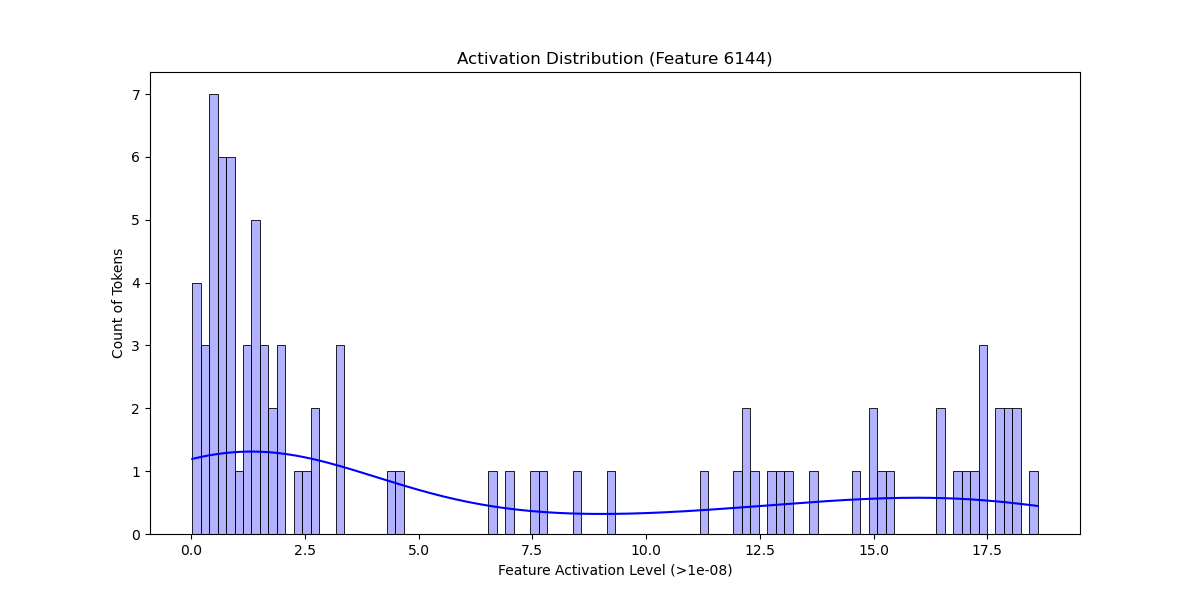 Activation Distribution (Feature 6144)
Count of Tokens
7
6
5
4
3
2
1
0
0.0 2.5 5.0 7.5 10.0 12.5 15.0 17.5
Feature Activation Level (>1e-08)